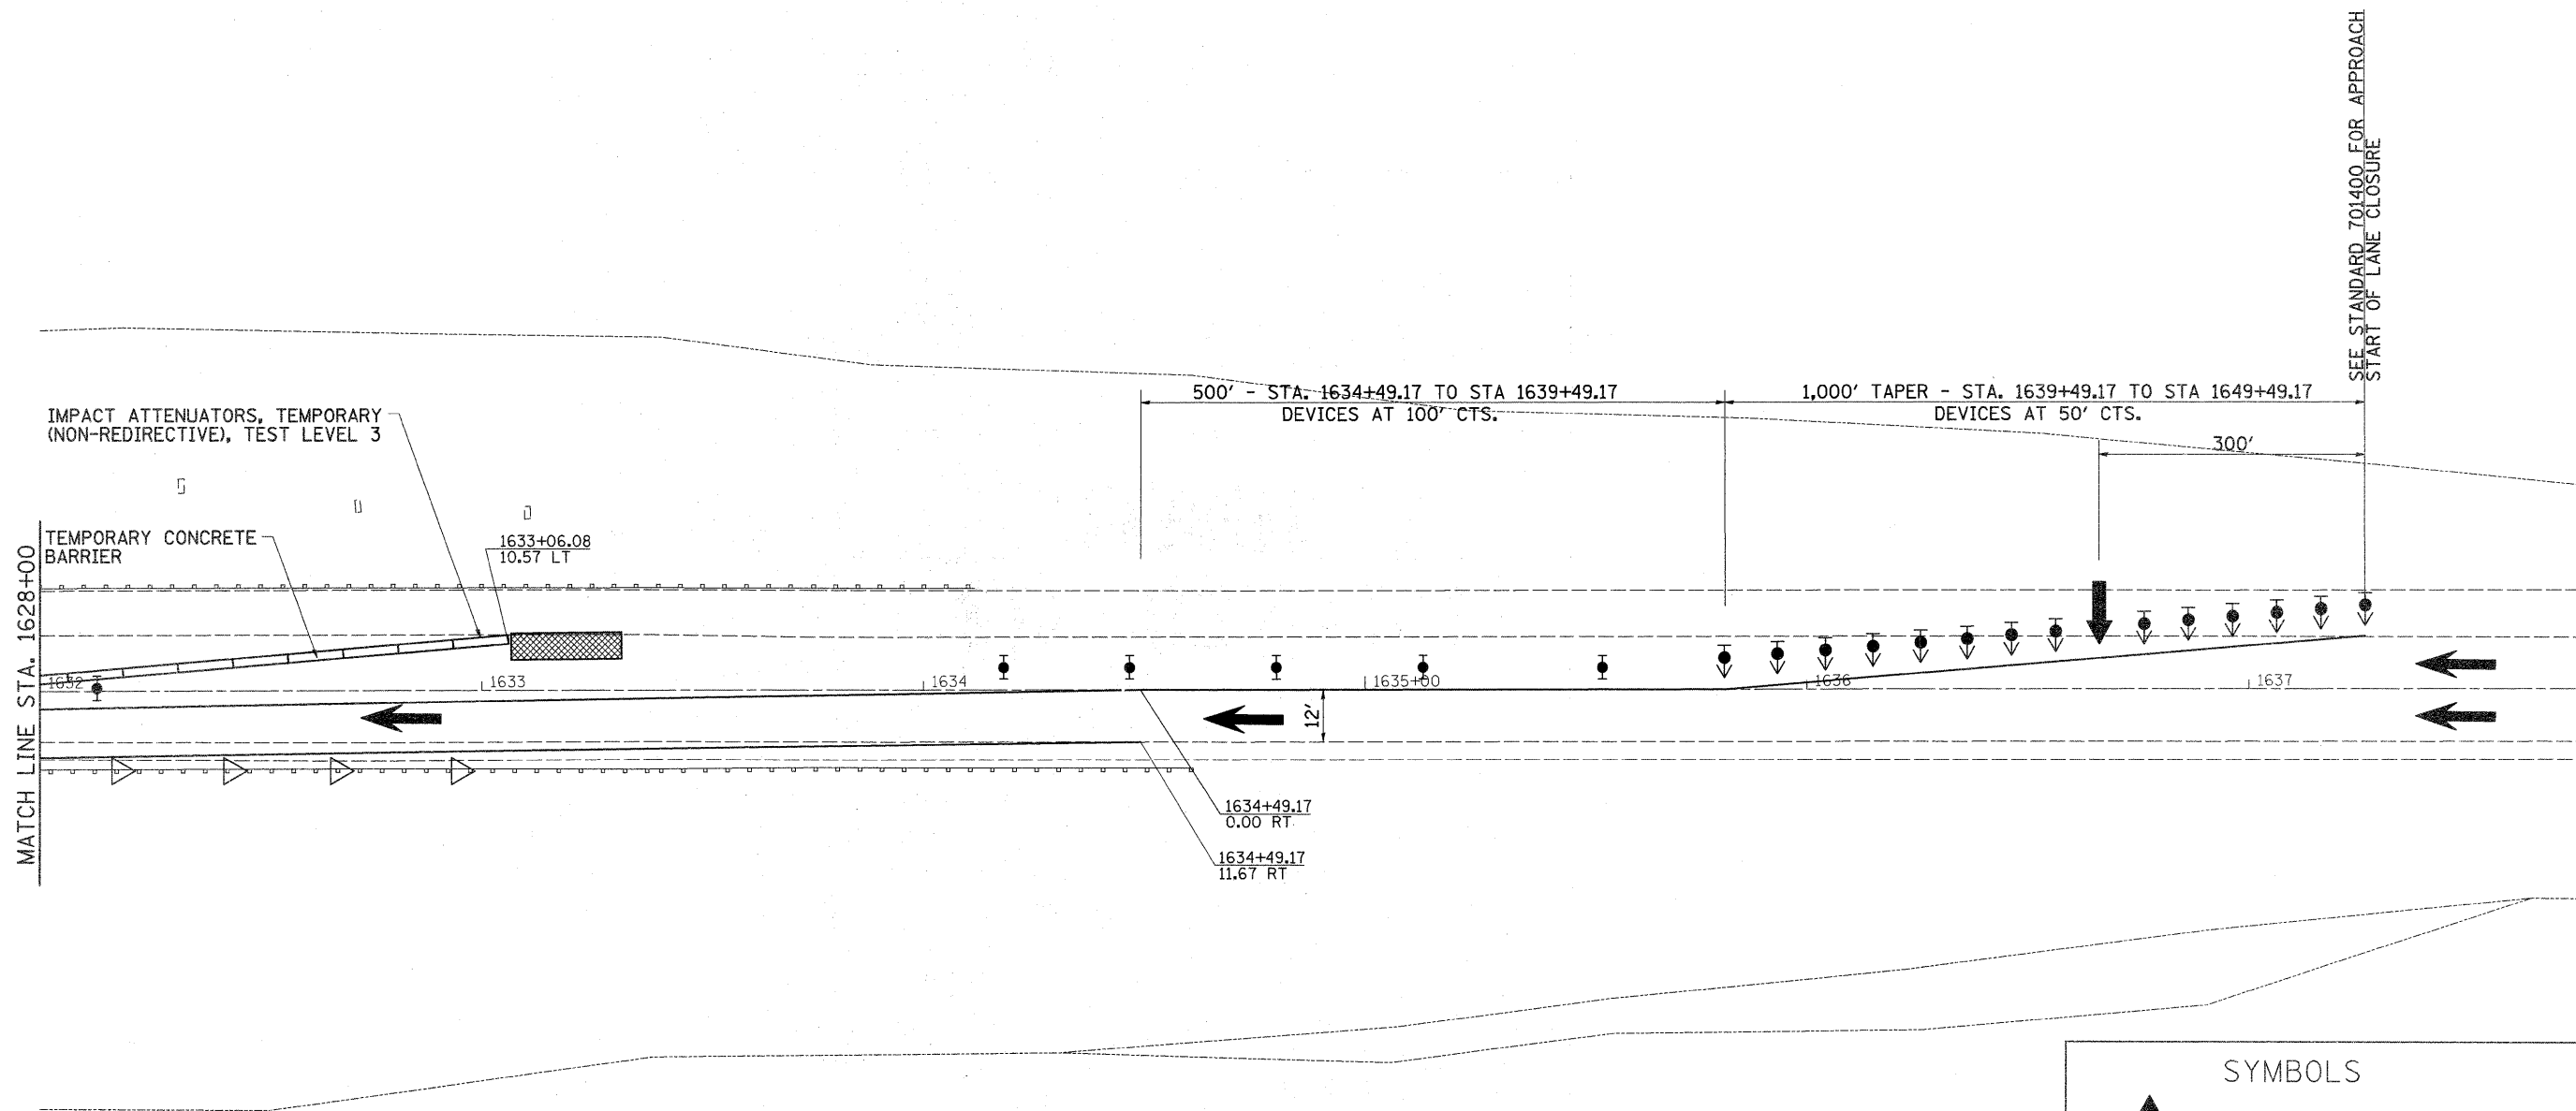 SEE STANDARD 701400 FOR APPROACH
START OF LANE CLOSURE
500' - STA. 1634+49.17 TO STA 1639+49.17
DEVICES AT 100' CTS.
1,000' TAPER - STA. 1639+49.17 TO STA 1649+49.17
DEVICES AT 50' CTS.
300'
IMPACT ATTENUATORS, TEMPORARY
(NON-REDIRECTIVE), TEST LEVEL 3
TEMPORARY CONCRETE
BARRIER
1633+06.08
10.57 LT
MATCH LINE STA. 1628+00
1632
1633
1634
1635+00
1636
1637
12'
1634+49.17
0.00 RT
1634+49.17
11.67 RT
SYMBOLS